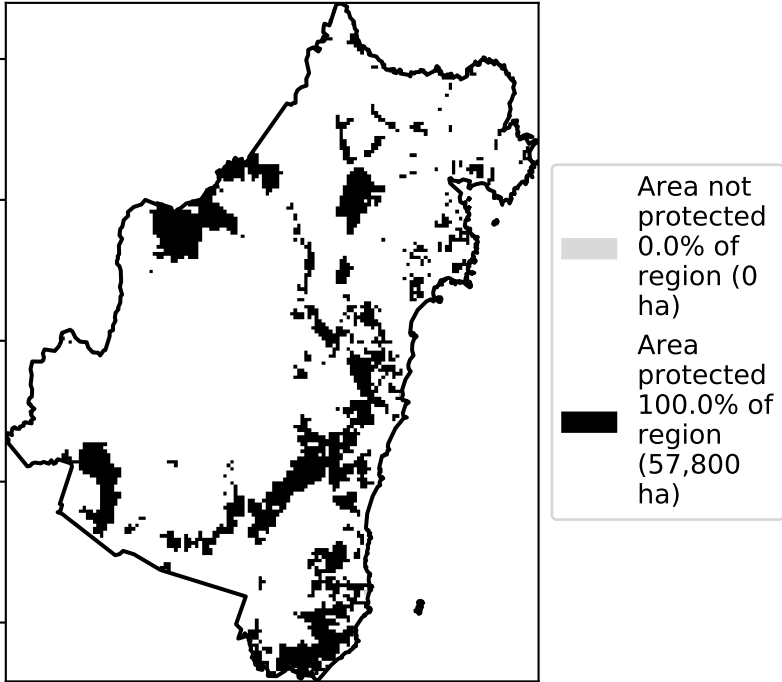 Area not
protected
0.0% of
region (0
ha)
Area
protected
100.0% of
region
(57,800
ha)